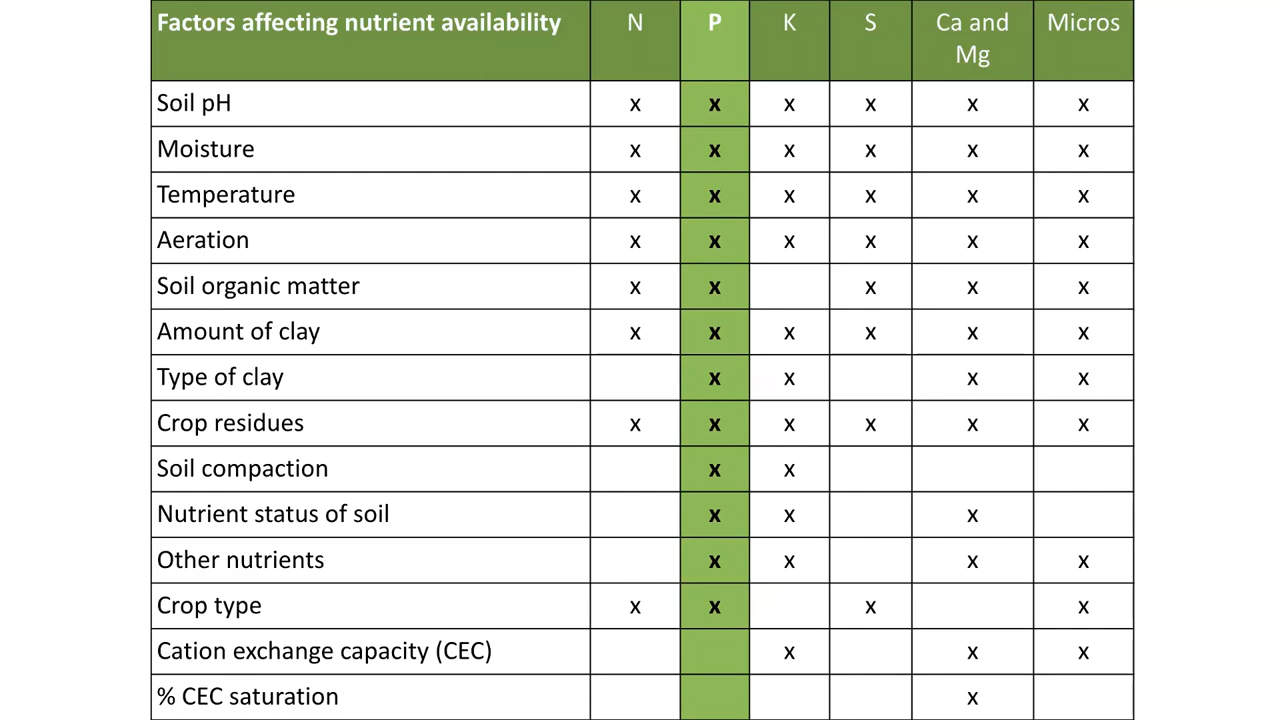 Factors affecting nutrient availability N P K S Ca and Mg Micros
Soil pH x x x x x x
Moisture x x x x x x
Temperature x x x x x x
Aeration x x x x x x
Soil organic matter x x x x x
Amount of clay x x x x x x
Type of clay x x x x
Crop residues x x x x x x
Soil compaction x x
Nutrient status of soil x x x
Other nutrients x x x x
Crop type x x x x
Cation exchange capacity (CEC) x x x
% CEC saturation x